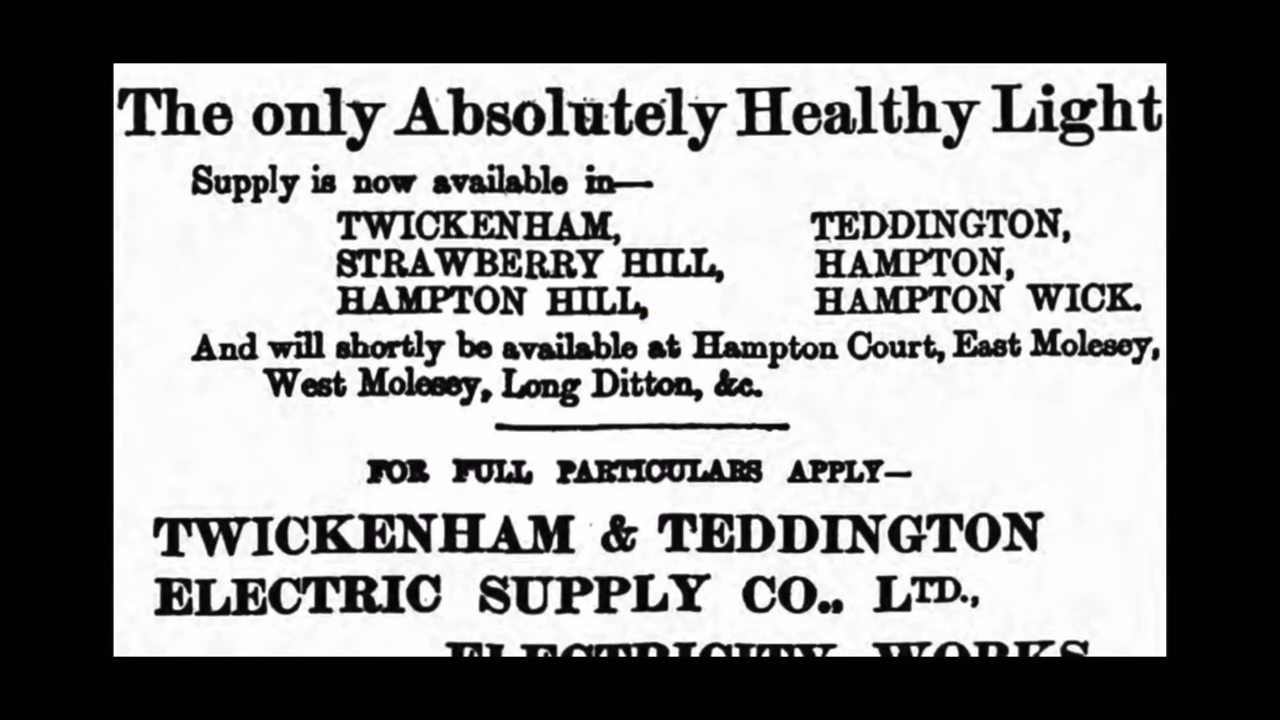 The only Absolutely Healthy Light
Supply is now available in—
TWICKENHAM, TEDDINGTON,
STRAWBERRY HILL, HAMPTON,
HAMPTON HILL, HAMPTON WICK.
And will shortly be available at Hampton Court, East Molesey,
West Molesey, Long Ditton, &c.
FOR FULL PARTICULARS APPLY—
TWICKENHAM & TEDDINGTON
ELECTRIC SUPPLY CO., LTD.,
ELECTRICITY WORKS